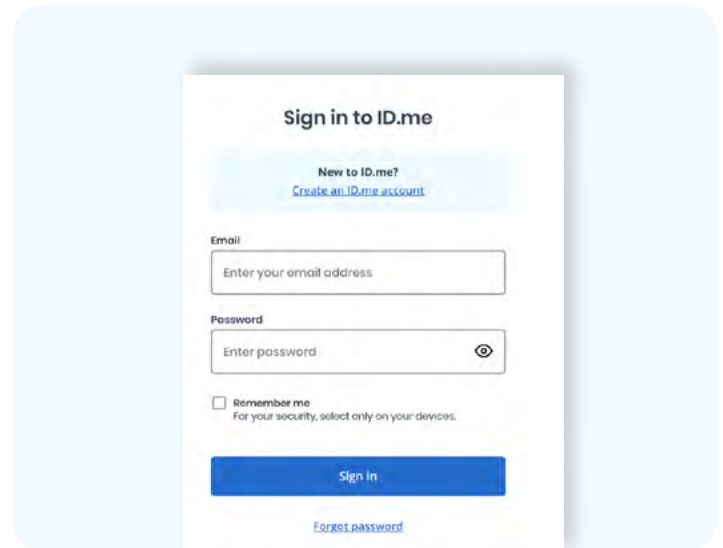 Sign in to ID.me
New to ID.me?
Create an ID.me account
Email
Enter your email address
Password
Enter password
Remember me
For your security, select only on your devices.
Sign in
Forgot password